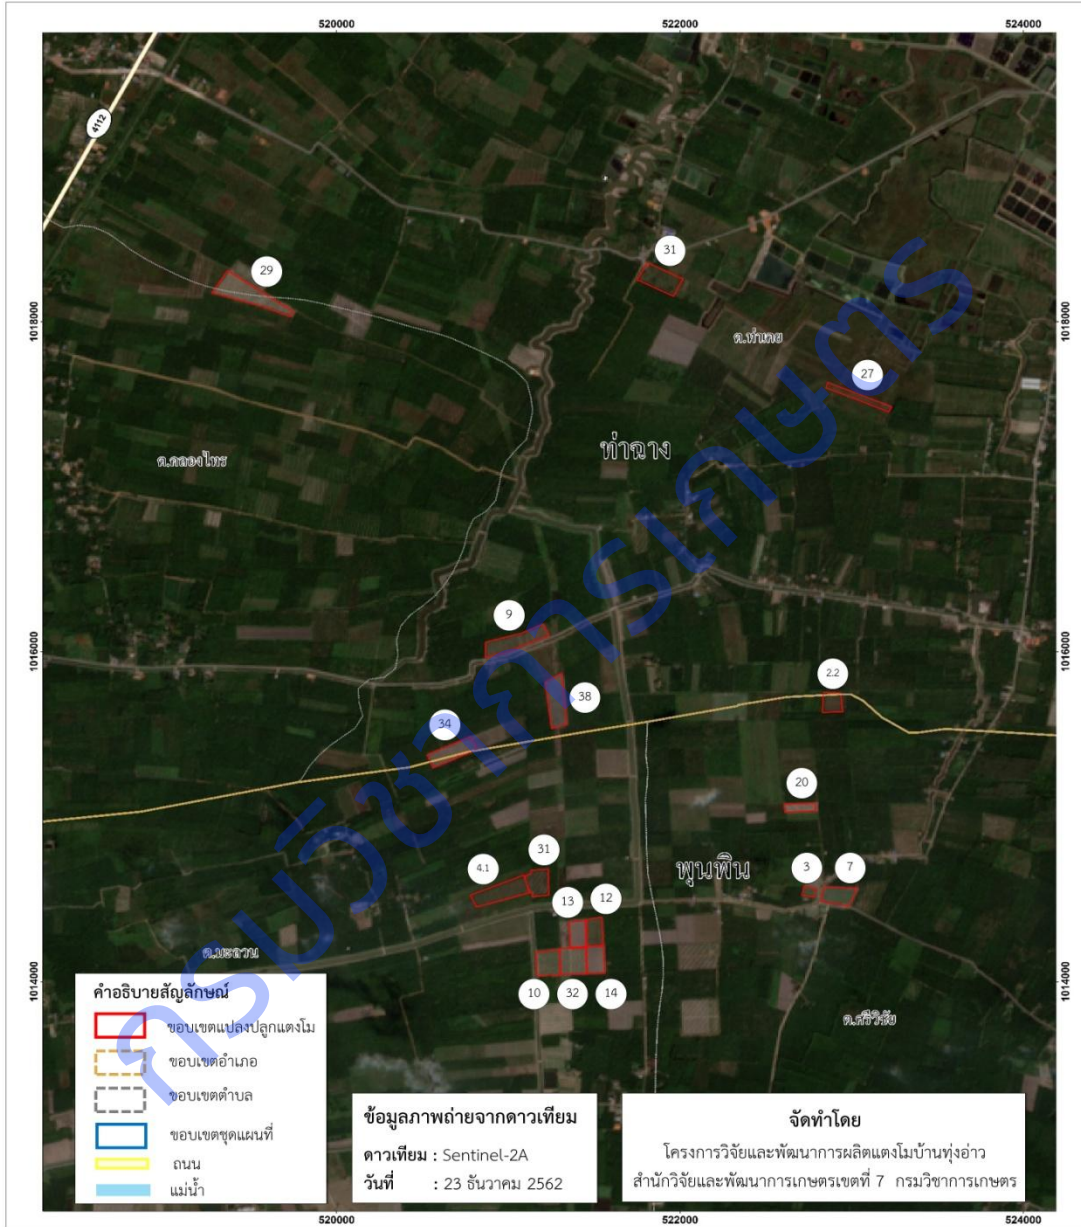 520000
522000
524000
4112
31
29
1018000
1018000
ต.ท่าเคย
27
ท่าฉาง
ต.คลองไทร
9
1016000
1016000
2.2
38
34
20
31
พุนพิน
3
7
4.1
13
12
ต.มะลวน
1014000
1014000
10
32
14
ต.ศรีวิชัย
คำอธิบายสัญลักษณ์
ขอบเขตแปลงปลูกแตงโม
ขอบเขตอำเภอ
ขอบเขตตำบล
ขอบเขตชุดแผนที่
ถนน
แม่น้ำ
ข้อมูลภาพถ่ายจากดาวเทียม
ดาวเทียม : Sentinel-2A
วันที่ : 23 ธันวาคม 2562
จัดทำโดย
โครงการวิจัยและพัฒนาการผลิตแตงโมบ้านทุ่งอ่าว
สำนักวิจัยและพัฒนาการเกษตรเขตที่ 7 กรมวิชาการเกษตร
520000
522000
524000
กรมวิชาการเกษตร